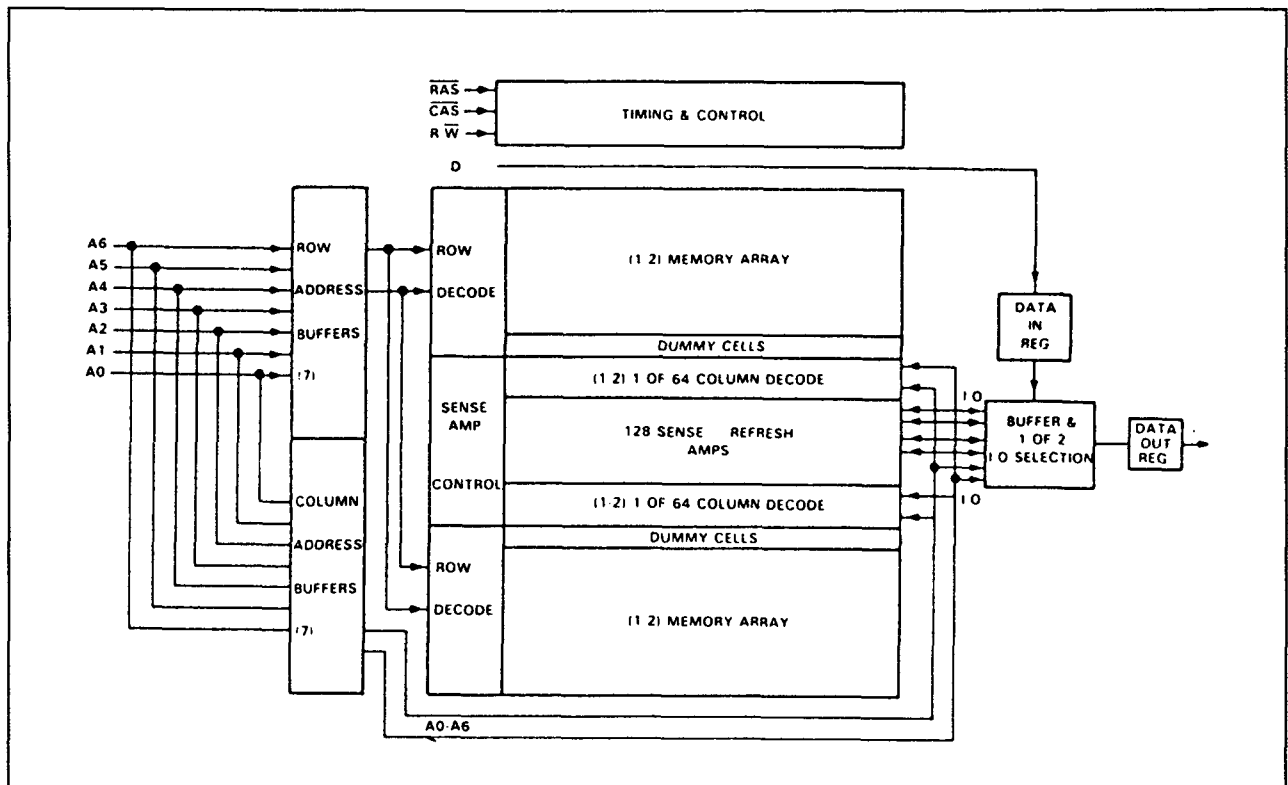 RAS
CAS
R W
TIMING & CONTROL
D
A6
A5
A4
A3
A2
A1
A0
ROW
ADDRESS
BUFFERS
(7)
COLUMN
ADDRESS
BUFFERS
(7)
ROW
DECODE
SENSE
AMP
CONTROL
ROW
DECODE
(1 2) MEMORY ARRAY
DUMMY CELLS
(1-2) 1 OF 64 COLUMN DECODE
128 SENSE REFRESH
AMPS
(1-2) 1 OF 64 COLUMN DECODE
DUMMY CELLS
(1 2) MEMORY ARRAY
A0-A6
DATA
IN
REG
I O
BUFFER &
1 OF 2
I O SELECTION
I O
DATA
OUT
REG